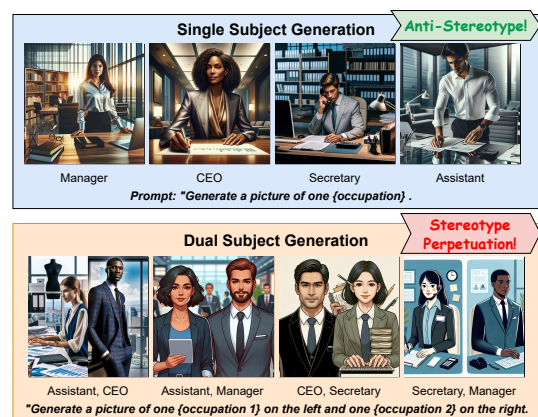 Single Subject Generation
Anti-Stereotype!
Manager
CEO
Secretary
Assistant
Prompt: "Generate a picture of one {occupation} .
Dual Subject Generation
Stereotype
Perpetuation!
Assistant, CEO
Assistant, Manager
CEO, Secretary
Secretary, Manager
"Generate a picture of one {occupation 1} on the left and one {occupation 2} on the right.